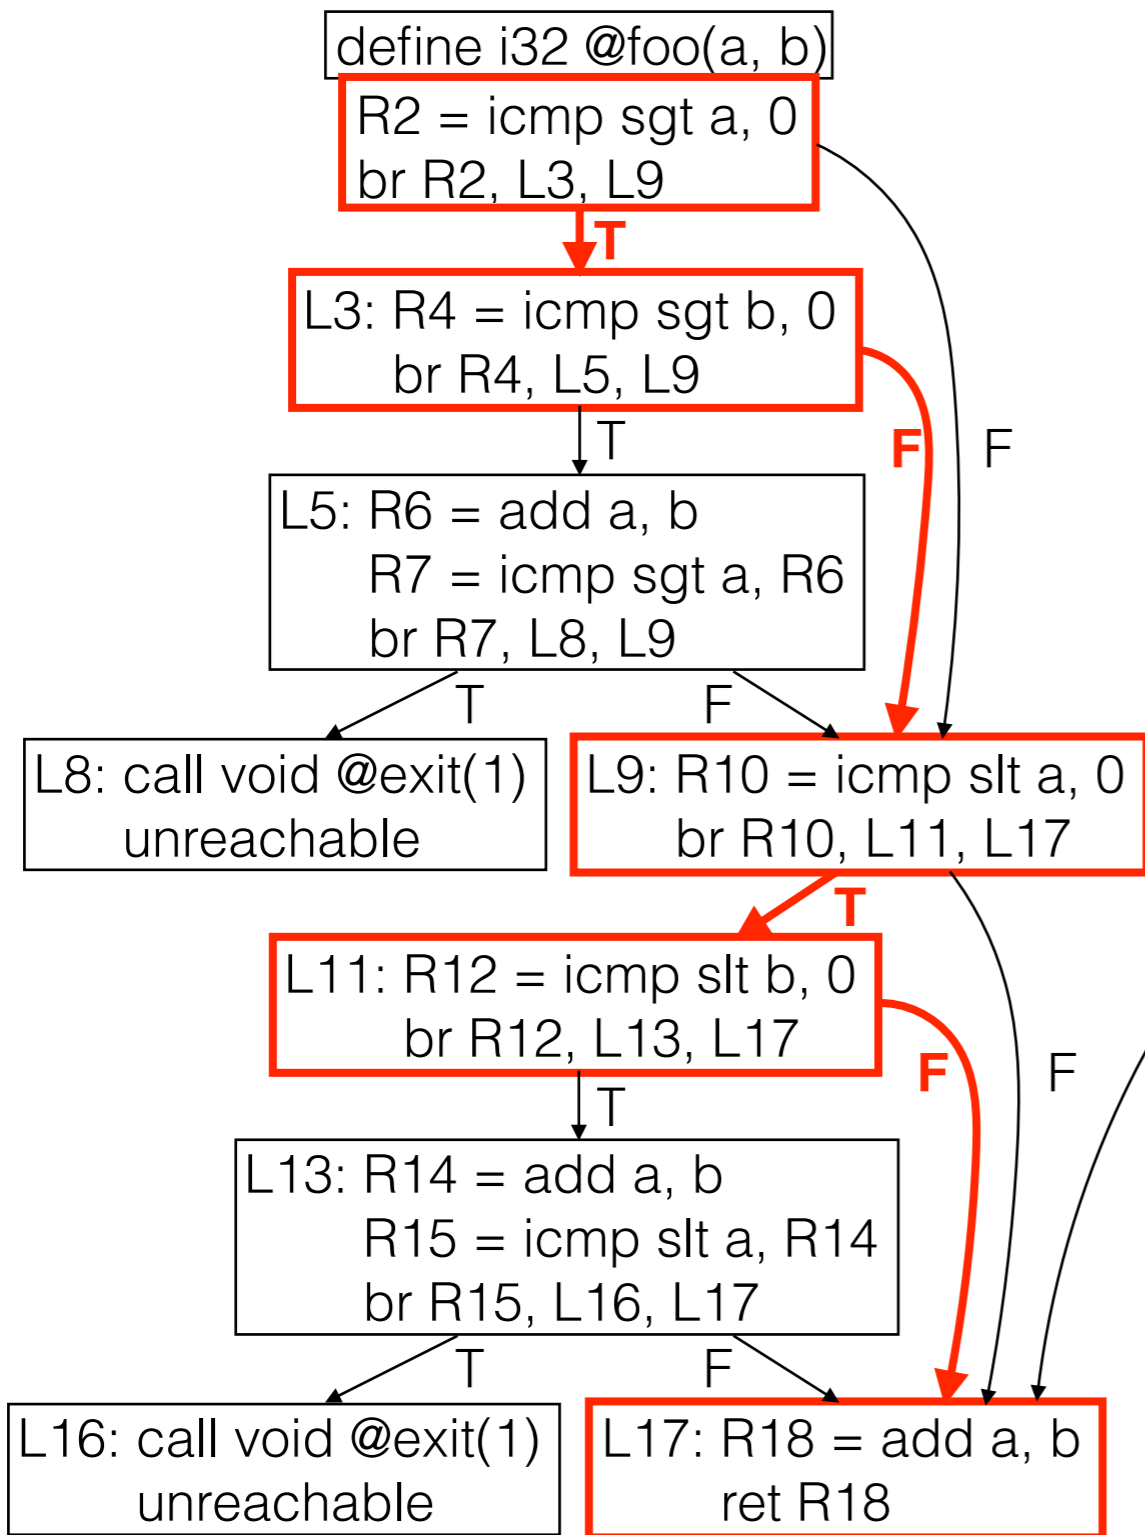 define i32 @foo(a, b)
R2 = icmp sgt a, 0
br R2, L3, L9
T
L3: R4 = icmp sgt b, 0
br R4, L5, L9
T
F
F
L5: R6 = add a, b
R7 = icmp sgt a, R6
br R7, L8, L9
T
F
L8: call void @exit(1)
unreachable
L9: R10 = icmp slt a, 0
br R10, L11, L17
T
L11: R12 = icmp slt b, 0
br R12, L13, L17
T
F
F
L13: R14 = add a, b
R15 = icmp slt a, R14
br R15, L16, L17
T
F
L16: call void @exit(1)
unreachable
L17: R18 = add a, b
ret R18